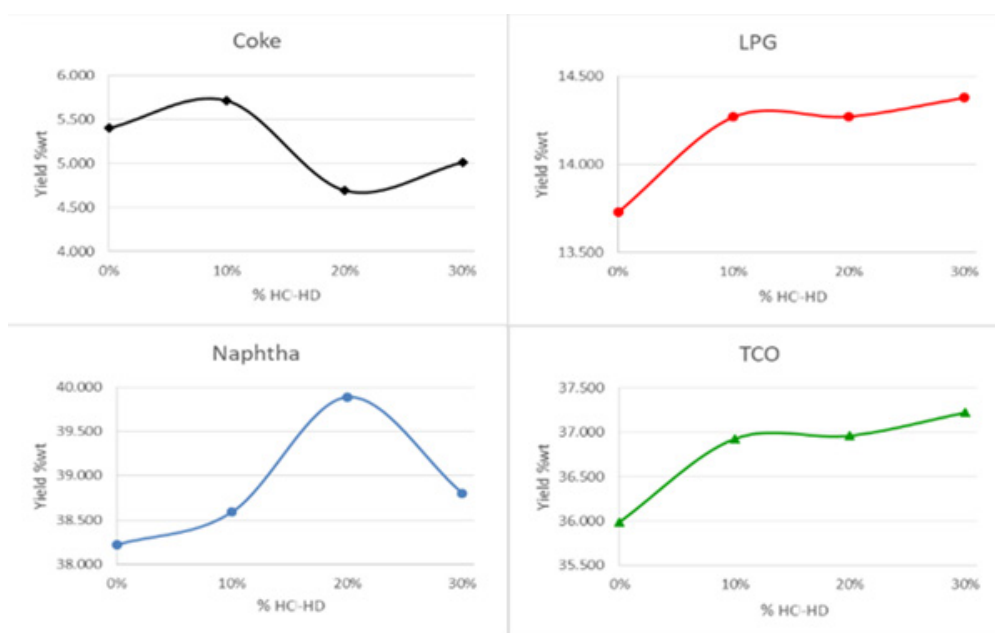 Coke
6.000
5.500
5.000
4.500
4.000
Yield %wt
0% 10% 20% 30%
% HC-HD
LPG
14.500
14.000
13.500
Yield %wt
0% 10% 20% 30%
% HC-HD
Naphtha
40.000
39.500
39.000
38.500
38.000
Yield %wt
0% 10% 20% 30%
% HC-HD
TCO
37.500
37.000
36.500
36.000
35.500
Yield %wt
0% 10% 20% 30%
% HC-HD